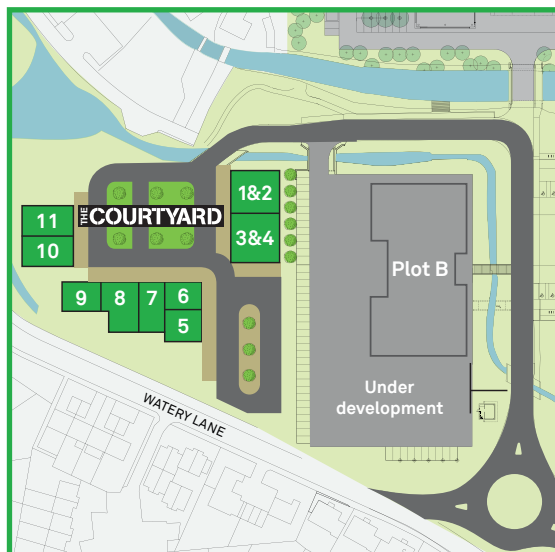 1&2
THE COURTYARD
11
3&4
10
Plot B
9
8
7
6
5
Under
development
WATERY LANE